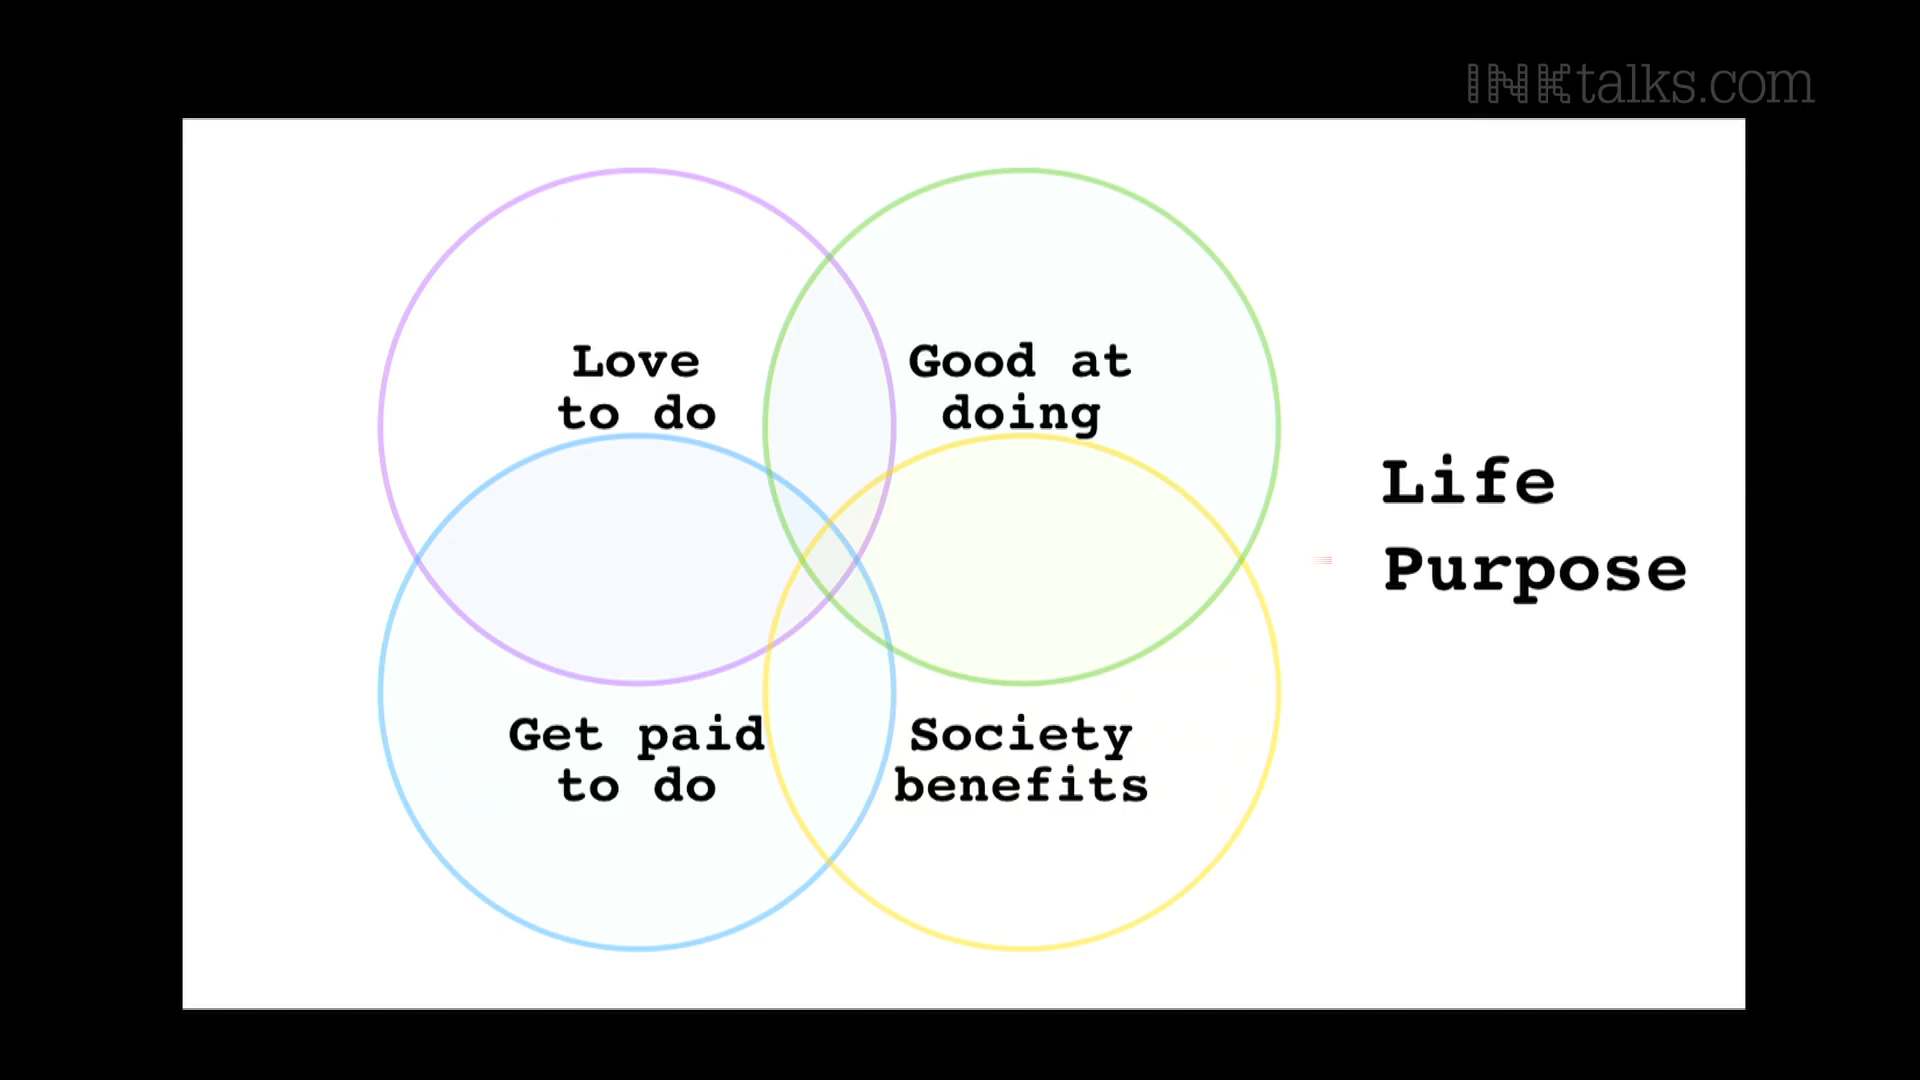 INKtalks.com
Love
to do
Good at
doing
Life
Purpose
Get paid
to do
Society
benefits